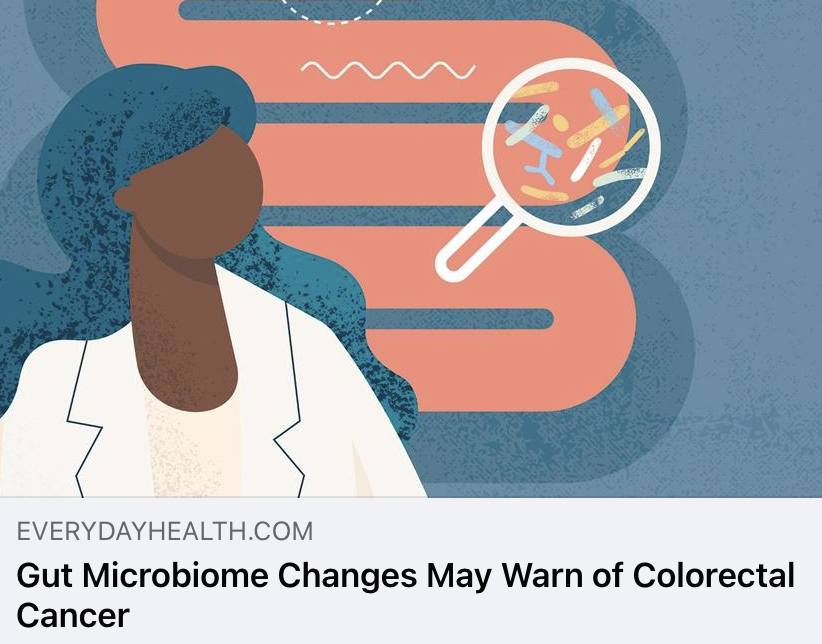 EVERYDAYHEALTH.COM
Gut Microbiome Changes May Warn of Colorectal
Cancer